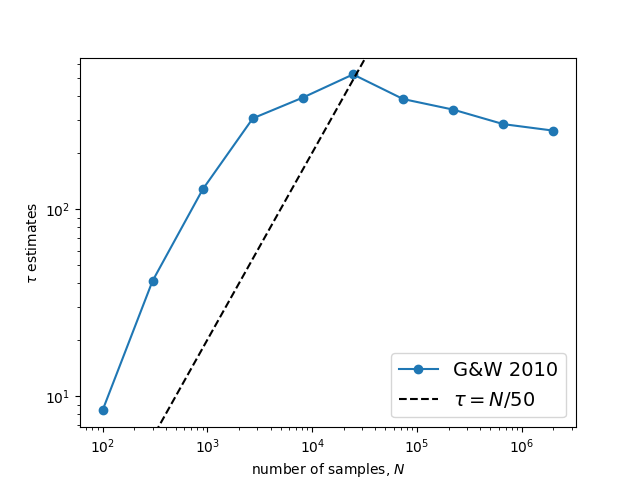 10²
10¹
τ estimates
10²
10³
10⁴
10⁵
10⁶
number of samples, N
G&W 2010
τ = N/50